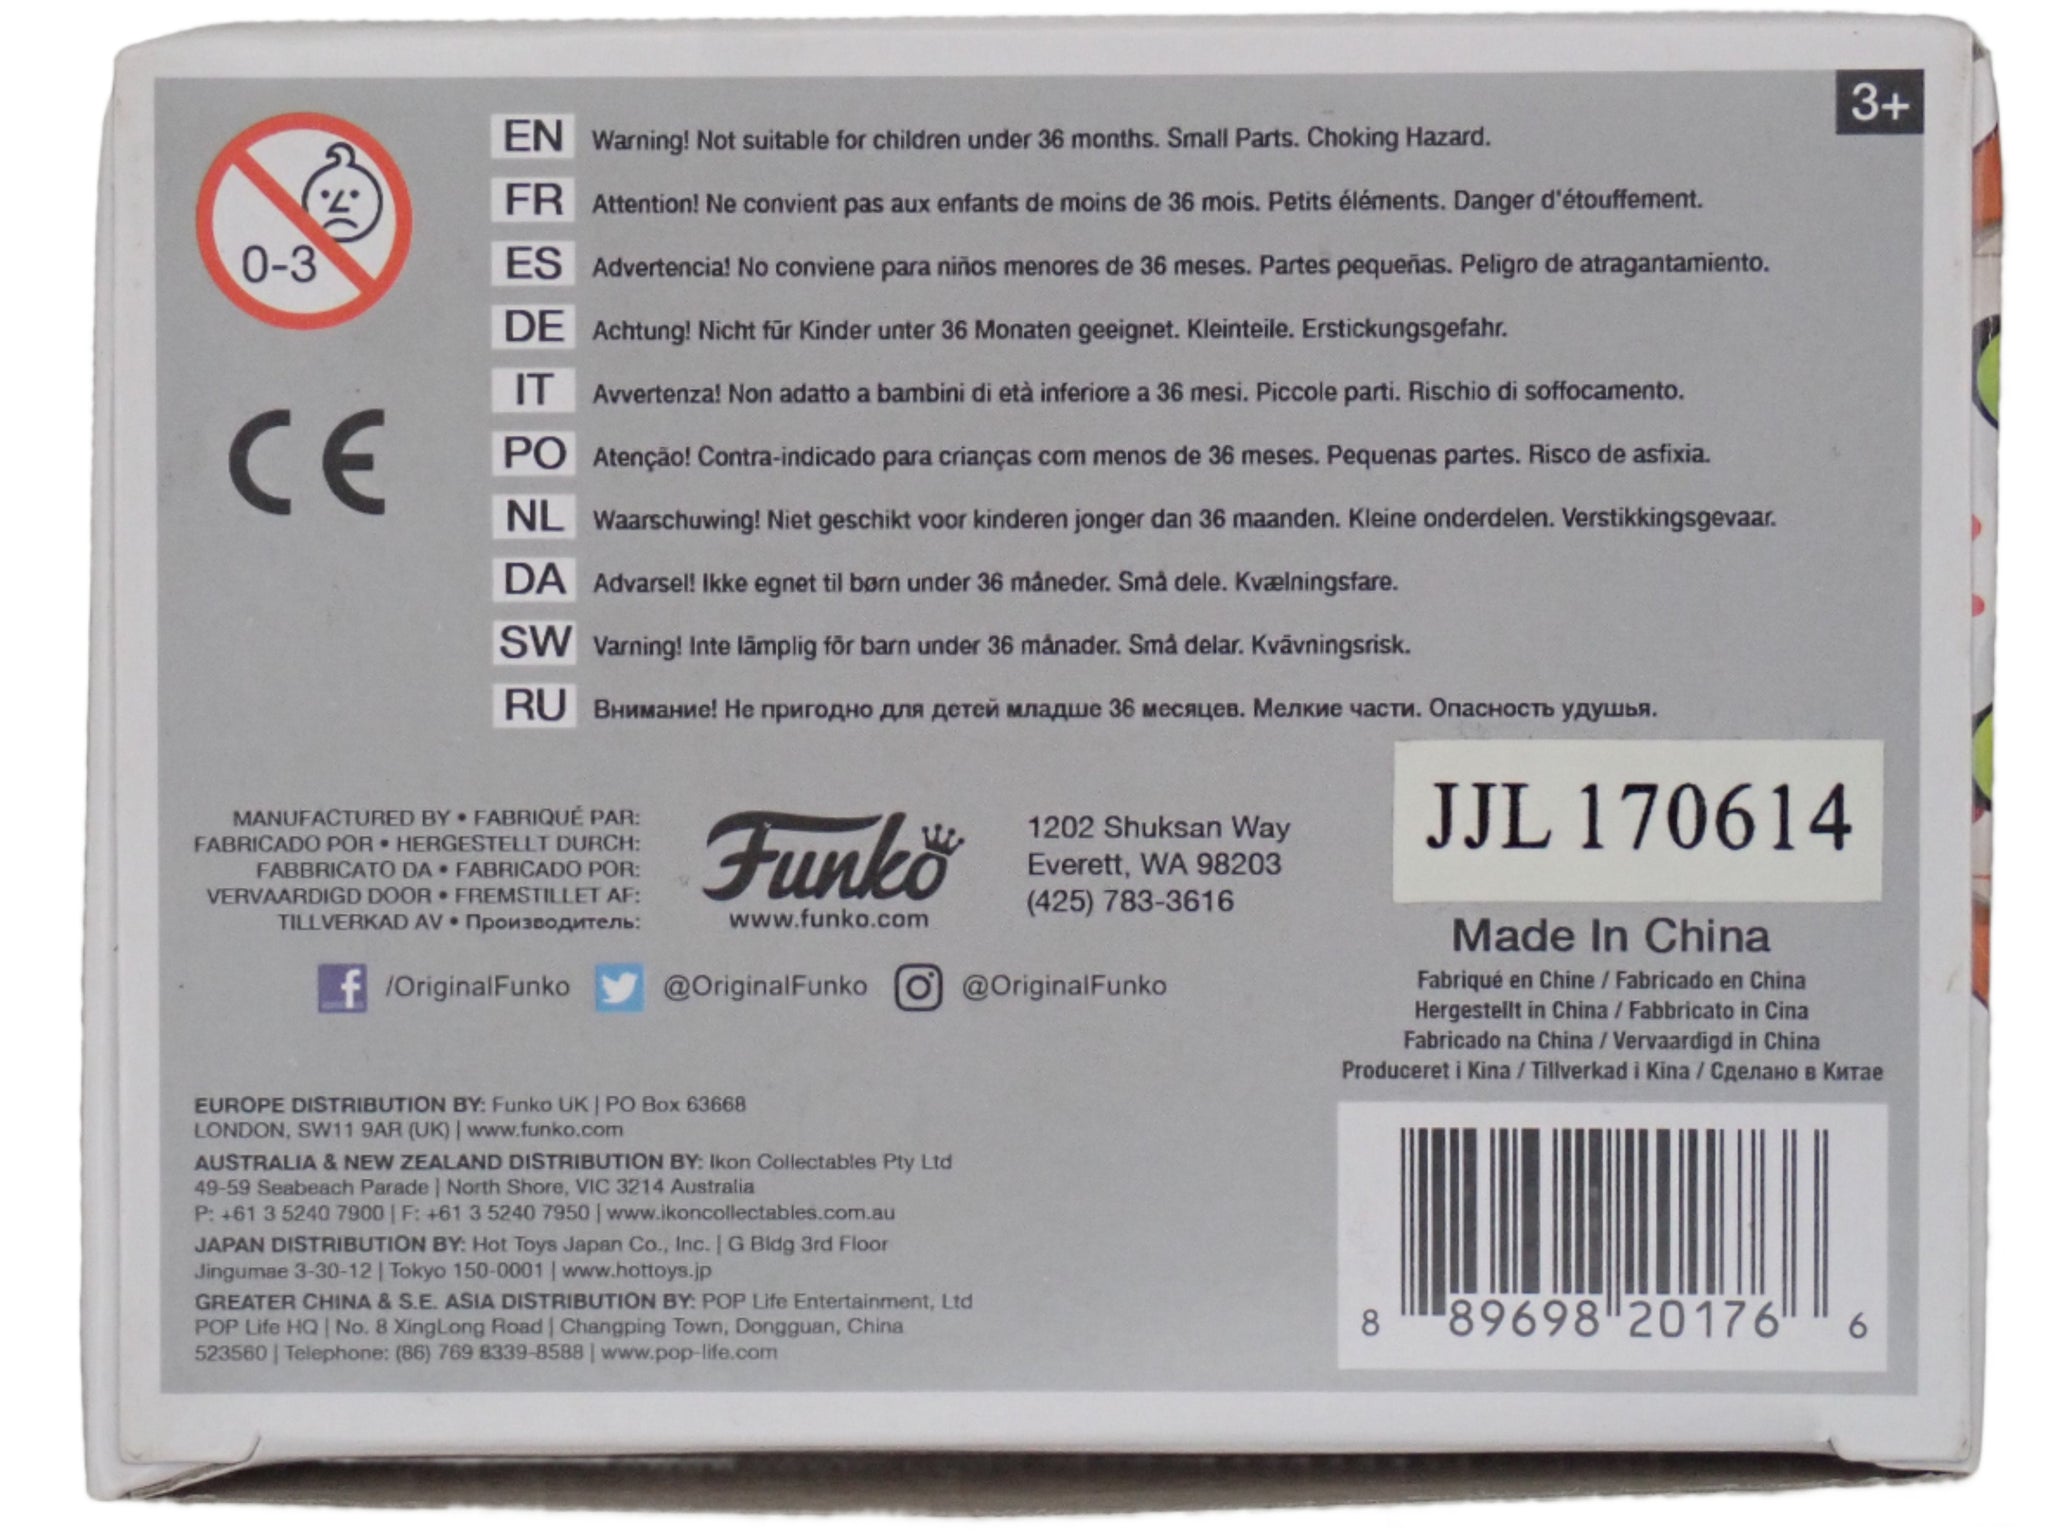 3+
0-3
CE
EN Warning! Not suitable for children under 36 months. Small Parts. Choking Hazard.
FR Attention! Ne convient pas aux enfants de moins de 36 mois. Petits éléments. Danger d'étouffement.
ES Advertencia! No conviene para niños menores de 36 meses. Partes pequeñas. Peligro de atragantamiento.
DE Achtung! Nicht für Kinder unter 36 Monaten geeignet. Kleinteile. Erstickungsgefahr.
IT Avvertenza! Non adatto a bambini di età inferiore a 36 mesi. Piccole parti. Rischio di soffocamento.
PO Atenção! Contra-indicado para crianças com menos de 36 meses. Pequenas partes. Risco de asfixia.
NL Waarschuwing! Niet geschikt voor kinderen jonger dan 36 maanden. Kleine onderdelen. Verstikkingsgevaar.
DA Advarsel! Ikke egnet til børn under 36 måneder. Små dele. Kvælningsfare.
SW Varning! Inte lämplig för barn under 36 månader. Små delar. Kvävningsrisk.
RU Внимание! Не пригодно для детей младше 36 месяцев. Мелкие части. Опасность удушья.
MANUFACTURED BY • FABRIQUÉ PAR:
FABRICADO POR • HERGESTELLT DURCH:
FABBRICATO DA • FABRICADO POR:
VERVAARDIGD DOOR • FREMSTILLET AF:
TILLVERKAD AV • Производитель:
Funko
www.funko.com
1202 Shuksan Way
Everett, WA 98203
(425) 783-3616
JJL 170614
/OriginalFunko @OriginalFunko @OriginalFunko
Made In China
Fabriqué en Chine / Fabricado en China
Hergestellt in China / Fabbricato in Cina
Fabricado na China / Vervaardigd in China
Produceret i Kina / Tillverkad i Kina / Сделано в Китае
EUROPE DISTRIBUTION BY: Funko UK | PO Box 63668
LONDON, SW11 9AR (UK) | www.funko.com
AUSTRALIA & NEW ZEALAND DISTRIBUTION BY: Ikon Collectables Pty Ltd
49-59 Seabeach Parade | North Shore, VIC 3214 Australia
P: +61 3 5240 7900 | F: +61 3 5240 7950 | www.ikoncollectables.com.au
JAPAN DISTRIBUTION BY: Hot Toys Japan Co., Inc. | G Bldg 3rd Floor
Jingumae 3-30-12 | Tokyo 150-0001 | www.hottoys.jp
GREATER CHINA & S.E. ASIA DISTRIBUTION BY: POP Life Entertainment, Ltd
POP Life HQ | No. 8 XingLong Road | Changping Town, Dongguan, China
523560 | Telephone: (86) 769 8339-8588 | www.pop-life.com
8 89698 20176 6